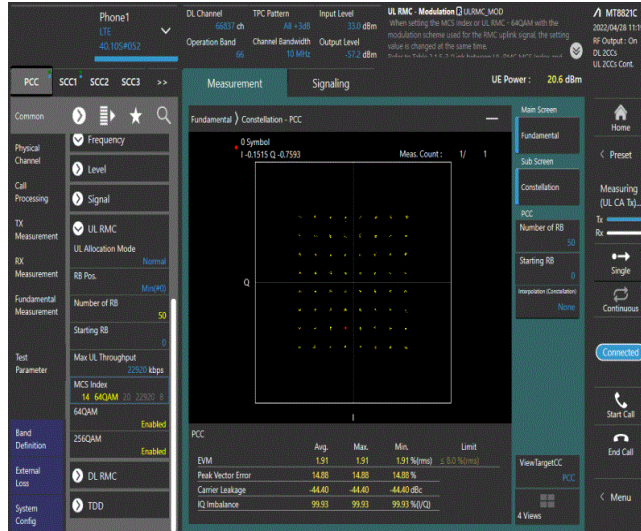 Phone1
LTE
40.105#052
DL Channel
66837 ch
TPC Pattern
All +3dB
Input Level
33.0 dBm
Operation Band
66
Channel Bandwidth
10 MHz
Output Level
-57.2 dBm
UL RMC - Modulation ULRMC_MOD
When setting the MCS Index or UL RMC - 64QAM with the
modulation scheme used for the RMC uplink signal, the setting
value is changed at the same time.
MT8821C
2022/04/28 11:1
RF Output : On
DL 2CCs
UL 2CCs Cont.
PCC
SCC1
SCC2
SCC3
>>
Measurement
Signaling
UE Power : 20.6 dBm
Common
Physical
Channel
Call
Processing
TX
Measurement
RX
Measurement
Fundamental
Measurement
Test
Parameter
Band
Definition
External
Loss
System
Config
Frequency
Level
Signal
UL RMC
UL Allocation Mode
Normal
RB Pos.
Min(#0)
Number of RB
50
Starting RB
0
Max UL Throughput
22920 kbps
MCS Index
14 64QAM 20 22920 8
64QAM
Enabled
256QAM
Enabled
DL RMC
TDD
Fundamental > Constellation - PCC
0 Symbol
I -0.1515 Q -0.7593
Meas. Count : 1/ 1
Q
I
PCC
Avg. Max. Min. Limit
EVM 1.91 1.91 1.91 %(rms) ≤ 8.0 %(rms)
Peak Vector Error 14.88 14.88 14.88 %
Carrier Leakage -44.40 -44.40 -44.40 dBc
IQ Imbalance 99.93 99.93 99.93 %(I/Q)
Main Screen
Fundamental
Sub Screen
Constellation
PCC
Number of RB
50
Starting RB
0
Interpolation (Constellation)
None
ViewTargetCC
PCC
4 Views
Home
< Preset
Measuring
(UL CA Tx)...
Tx
Rx
Single
Continuous
Connected
Start Call
End Call
< Menu